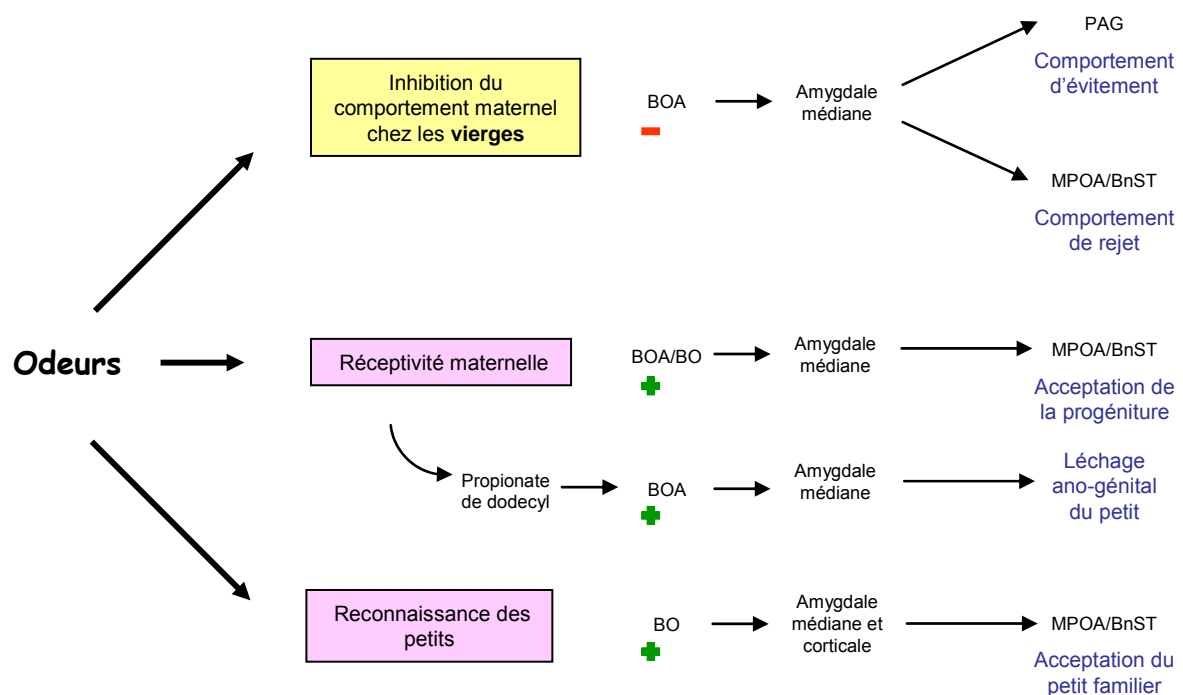 PAG
Comportement
d'évitement
Inhibition du
comportement maternel
chez les vierges
BOA
Amygdale
médiane
MPOA/BnST
Comportement
de rejet
Odeurs
Réceptivité maternelle
BOA/BO
Amygdale
médiane
MPOA/BnST
Acceptation de
la progéniture
Propionate
de dodecyl
BOA
Amygdale
médiane
Léchage
ano-génital
du petit
Reconnaissance des
petits
BO
Amygdale
médiane et
corticale
MPOA/BnST
Acceptation du
petit familier